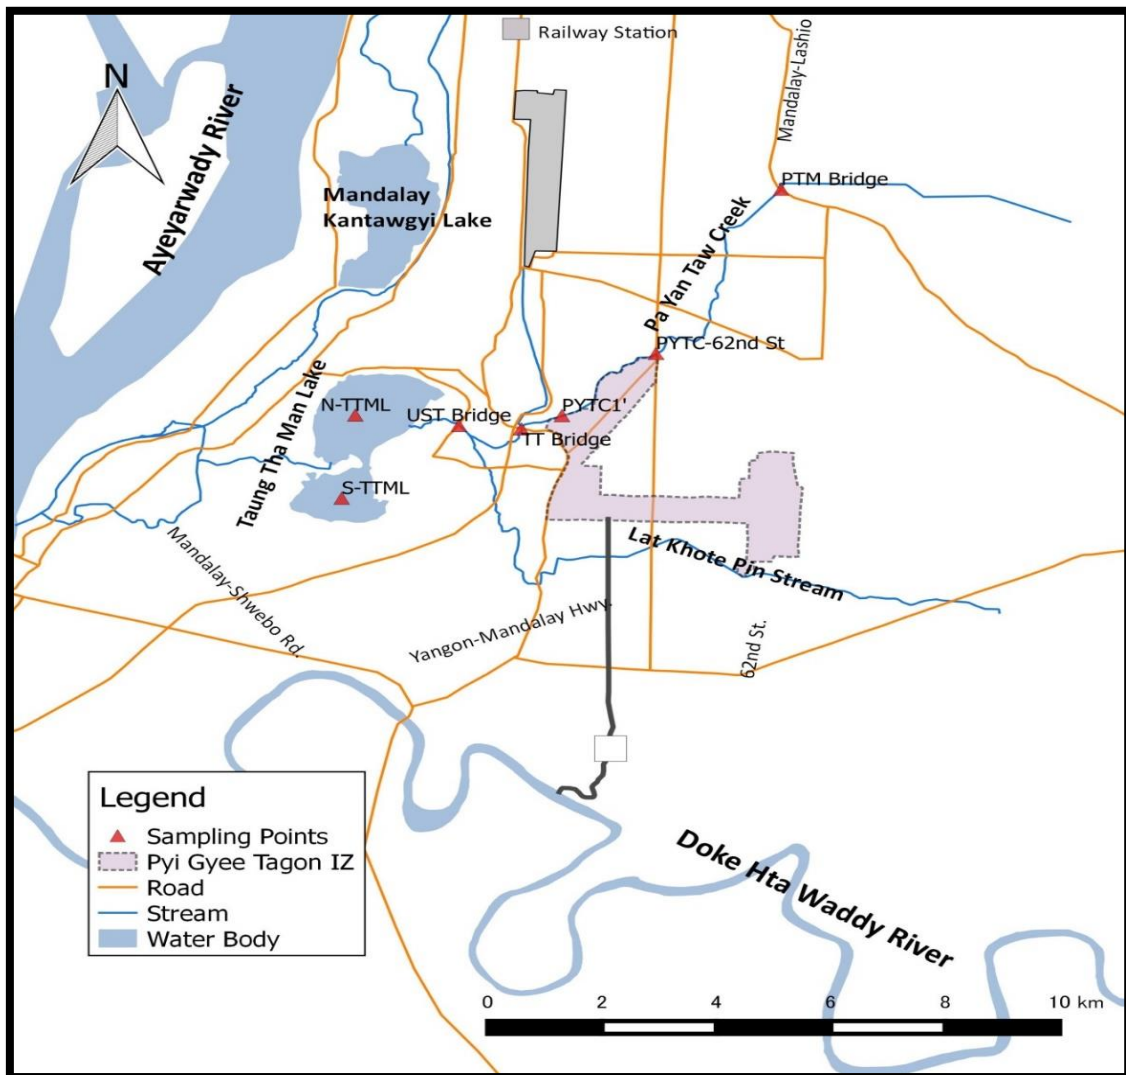 Railway Station
N
Mandalay-Lashio
Ayeyarwady River
PTM Bridge
Mandalay
Kantawgyi Lake
Pa Yan Taw Creek
PYTC-62nd St
Taung Tha Man Lake
N-TTML
UST Bridge
PYTC1'
TT Bridge
S-TTML
Lat Khote Pin Stream
Mandalay-Shwebo Rd.
Yangon-Mandalay Hwy.
62nd St.
Legend
Sampling Points
Pyi Gyee Tagon IZ
Road
Stream
Water Body
Doke Hta Waddy River
0 2 4 6 8 10 km